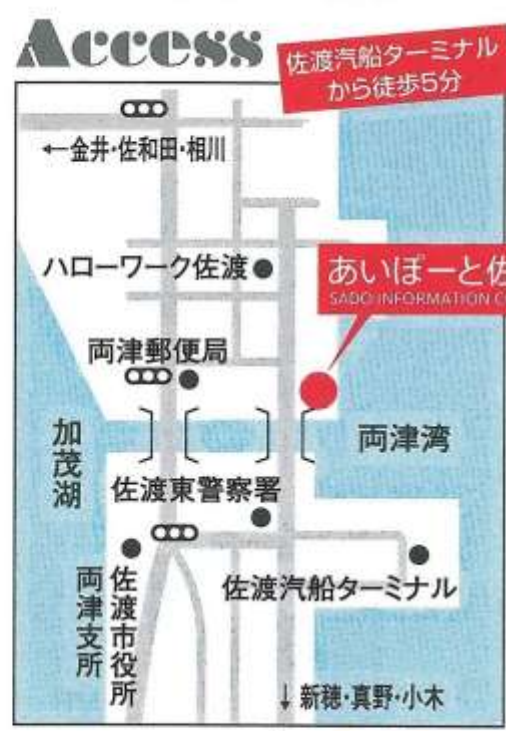 Access
佐渡汽船ターミナル
から徒歩5分
←金井・佐和田・相川
ハローワーク佐渡
あいぽーと佐
SADO INFORMATION C
両津郵便局
加茂湖
両津湾
佐渡東警察署
佐渡市役所
両津支所
佐渡汽船ターミナル
↓新穂・真野・小木